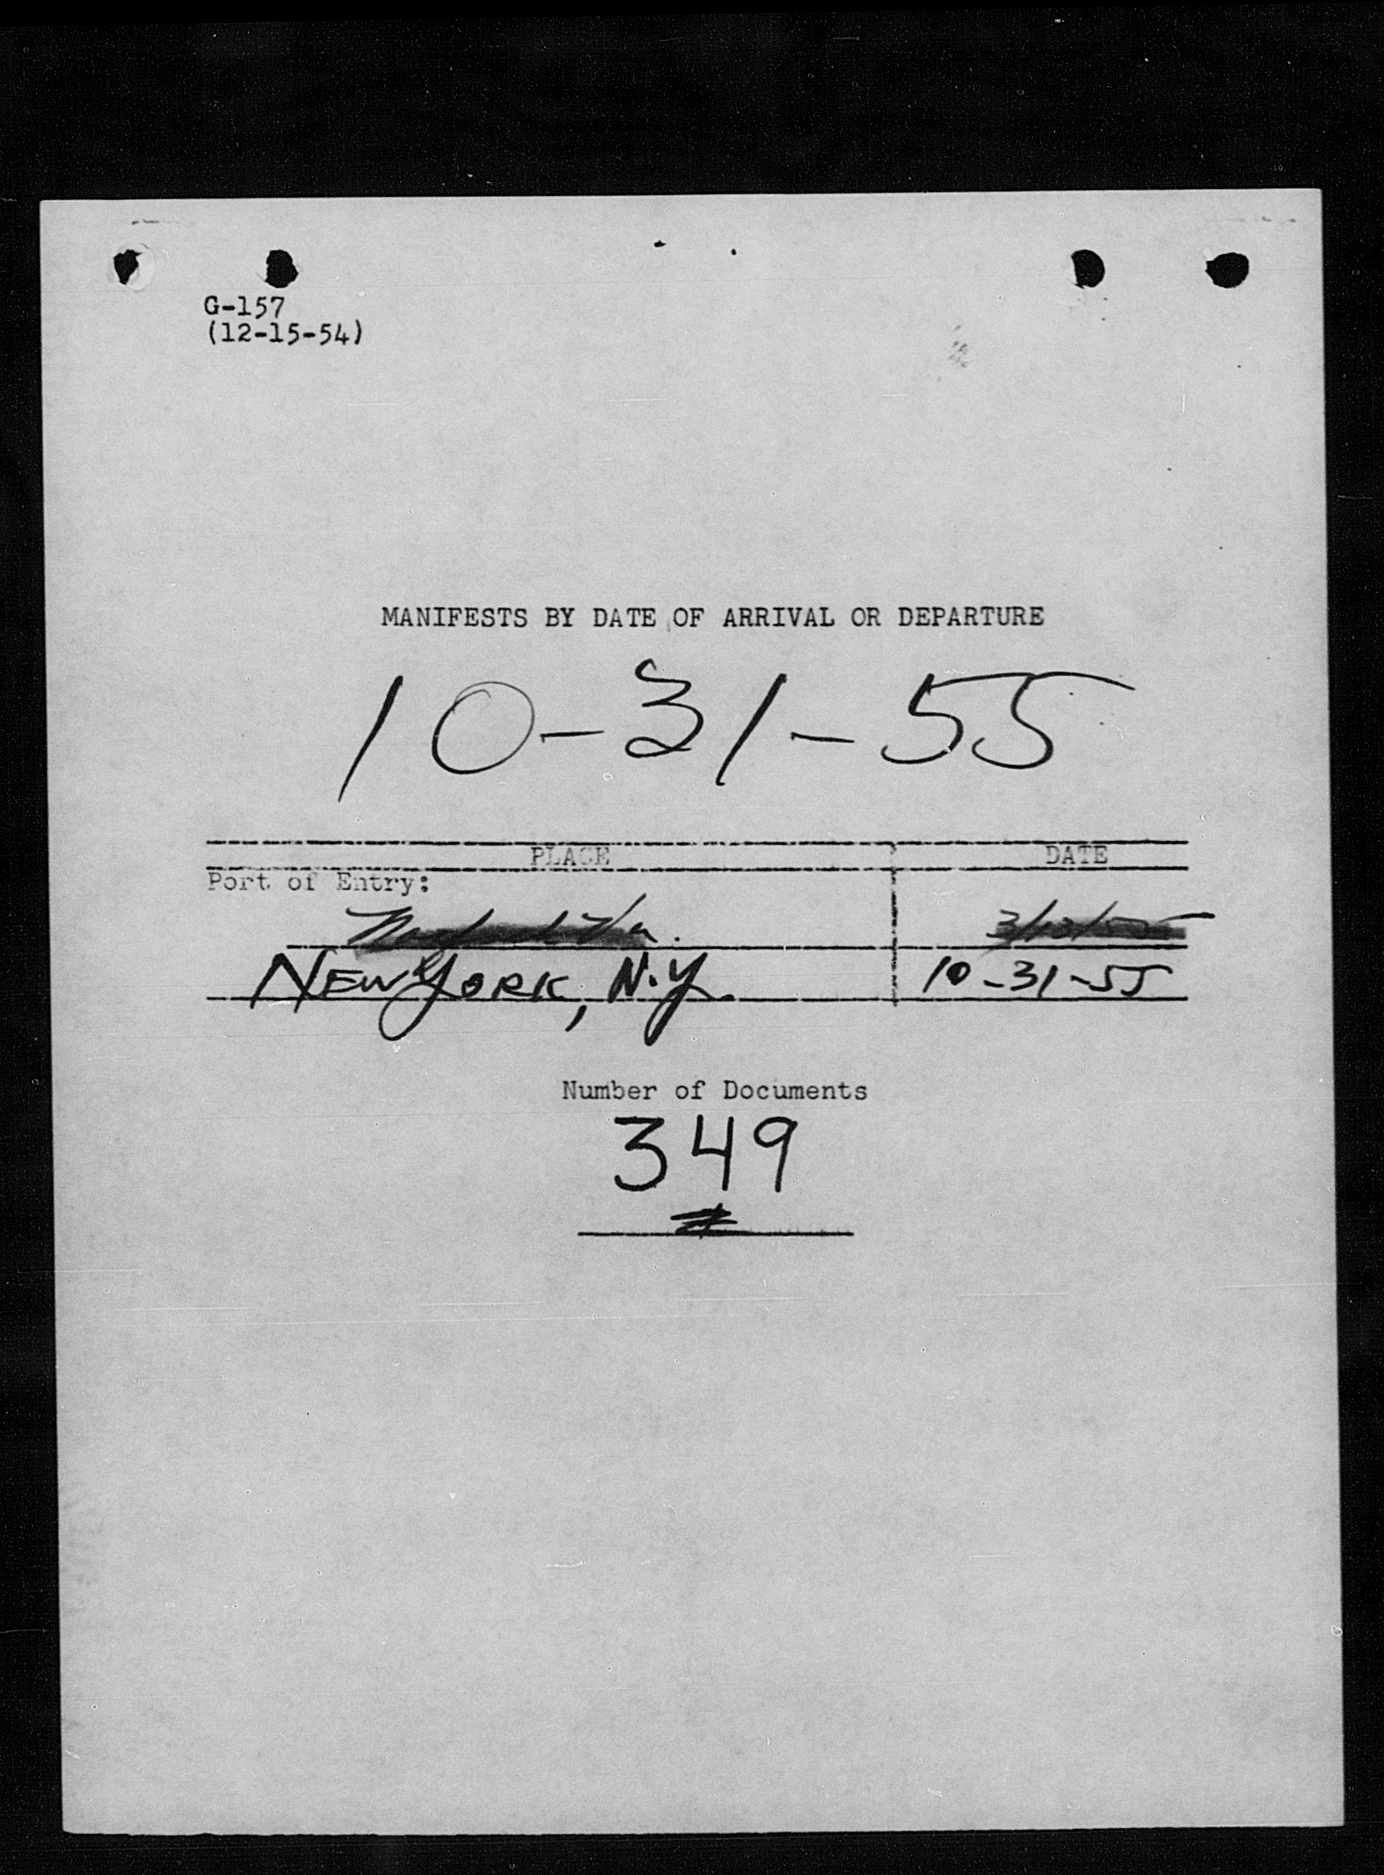 G-157
(12-15-54)
MANIFESTS BY DATE OF ARRIVAL OR DEPARTURE
10-31-55
PLACE DATE
Port of Entry:
NEW YORK, N.Y. 10-31-55
Number of Documents
349